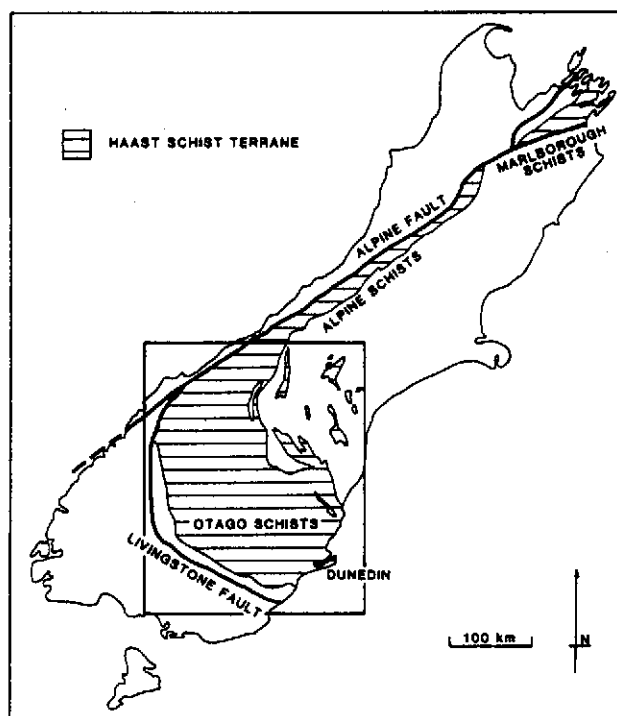 HAAST SCHIST TERRANE
MARLBOROUGH
SCHISTS
ALPINE FAULT
ALPINE SCHISTS
OTAGO SCHISTS
LIVINGSTONE FAULT
DUNEDIN
100 km
N